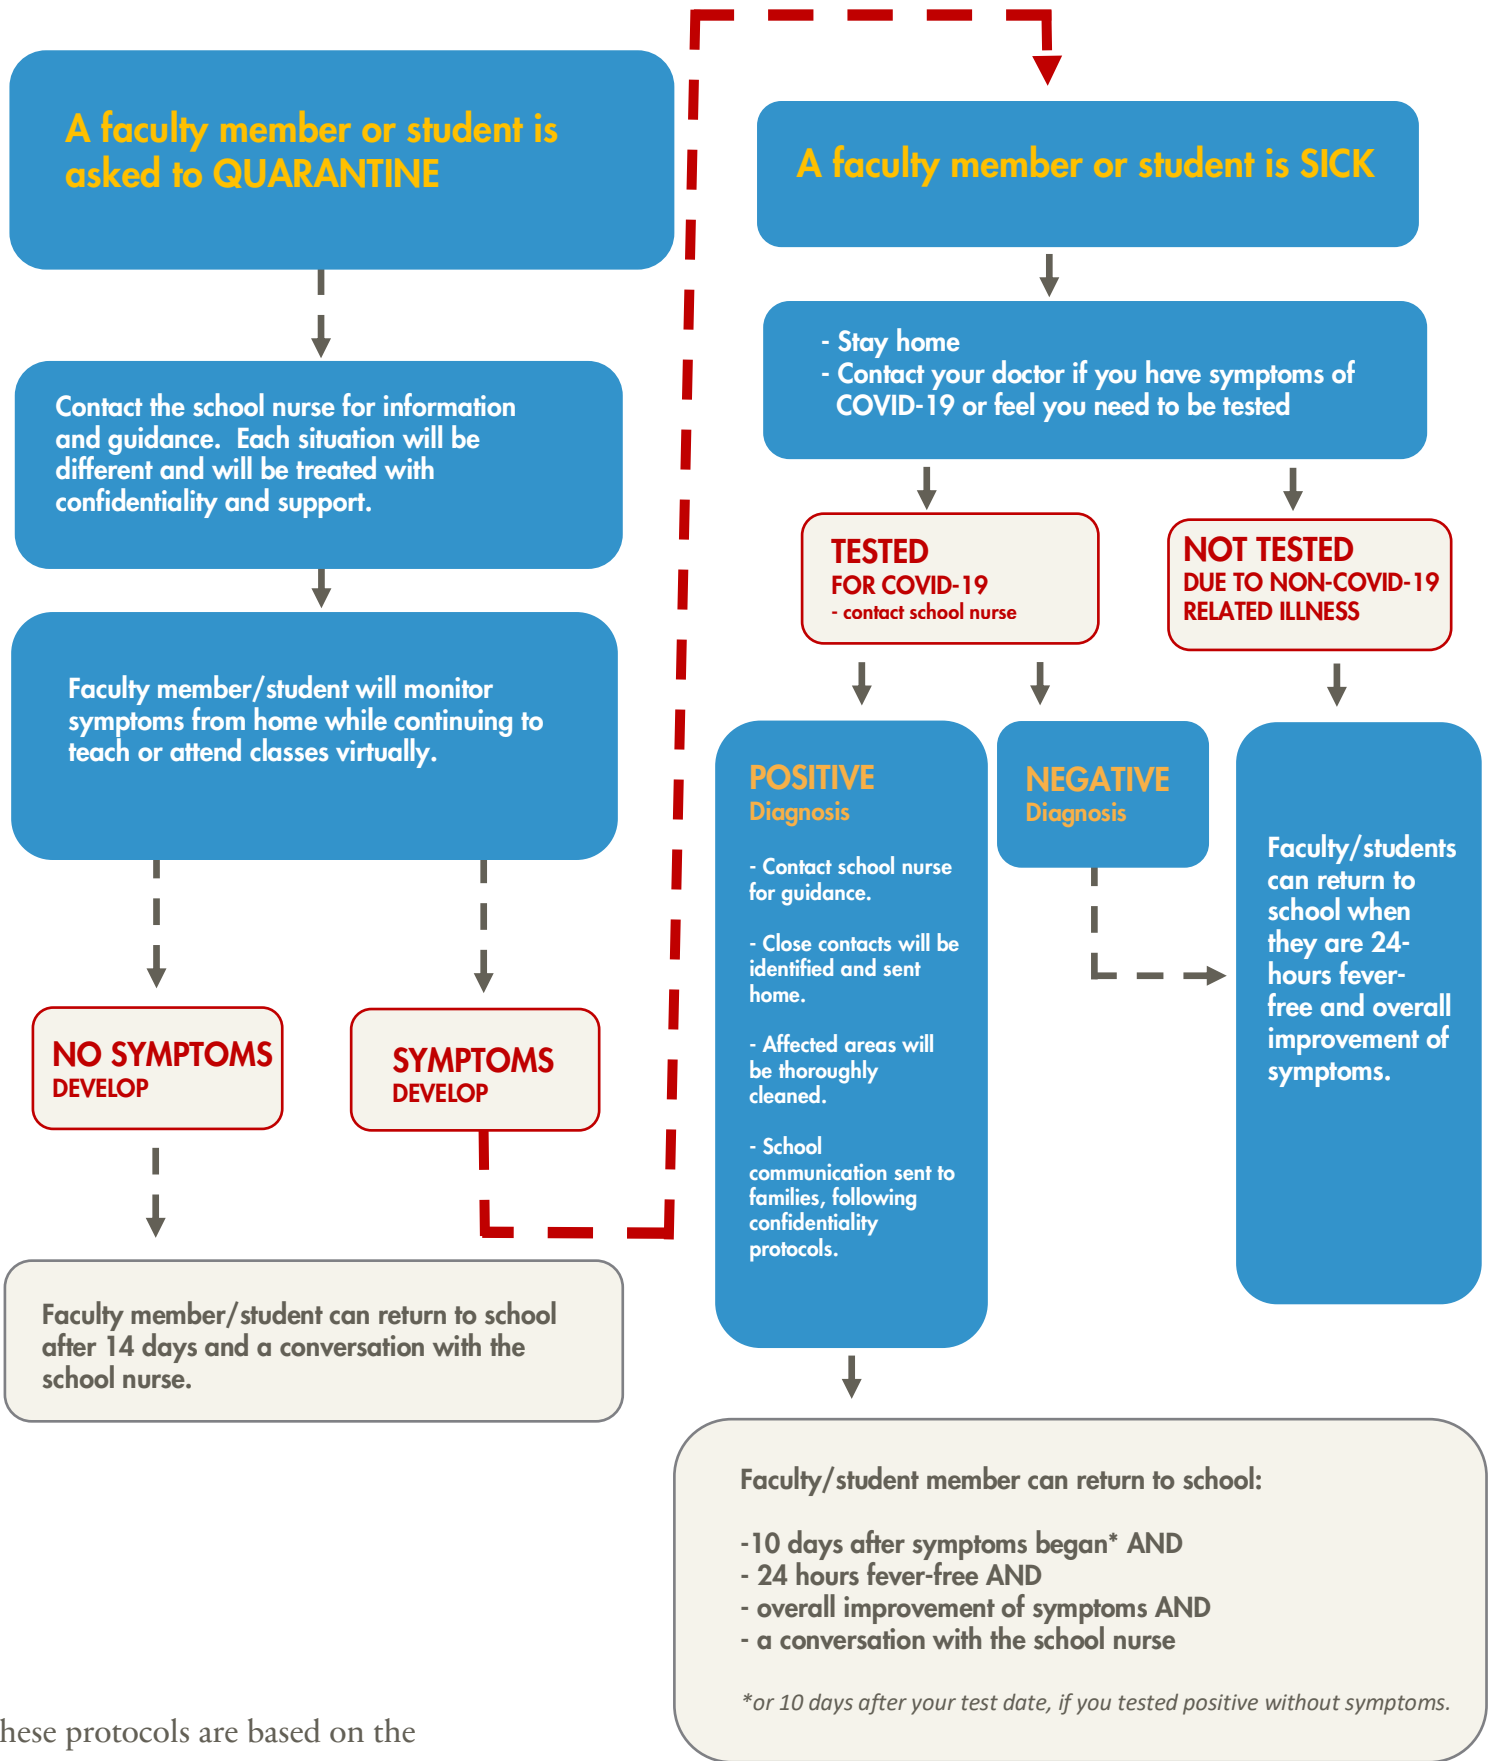 A faculty member or student is
asked to QUARANTINE
Contact the school nurse for information
and guidance.  Each situation will be
different and will be treated with
confidentiality and support.
Faculty member/student will monitor
symptoms from home while continuing to
teach or attend classes virtually.
NO SYMPTOMS
DEVELOP
SYMPTOMS
DEVELOP
Faculty member/student can return to school
after 14 days and a conversation with the
school nurse.
A faculty member or student is SICK
- Stay home
- Contact your doctor if you have symptoms of
COVID-19 or feel you need to be tested
TESTED
FOR COVID-19
- contact school nurse
NOT TESTED
DUE TO NON-COVID-19
RELATED ILLNESS
POSITIVE
Diagnosis
- Contact school nurse
for guidance.
- Close contacts will be
identified and sent
home.
- Affected areas will
be thoroughly
cleaned.
- School
communication sent to
families, following
confidentiality
protocols.
NEGATIVE
Diagnosis
Faculty/students
can return to
school when
they are 24-
hours fever-
free and overall
improvement of
symptoms.
Faculty/student member can return to school:
-10 days after symptoms began* AND
- 24 hours fever-free AND
- overall improvement of symptoms AND
- a conversation with the school nurse
*or 10 days after your test date, if you tested positive without symptoms.
hese protocols are based on the